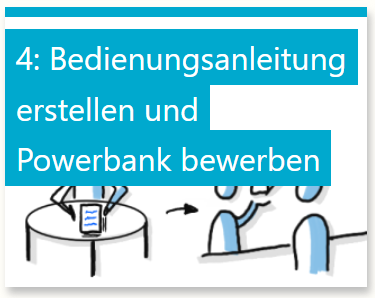 4: Bedienungsanleitung
erstellen und
Powerbank bewerben